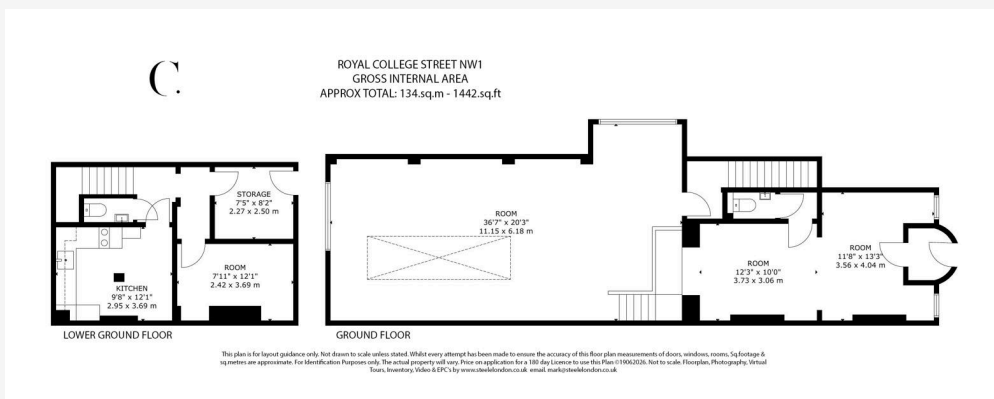 C.
ROYAL COLLEGE STREET NW1
GROSS INTERNAL AREA
APPROX TOTAL: 134.sq.m - 1442.sq.ft
STORAGE
7'5" x 8'2"
2.27 x 2.50 m
KITCHEN
9'8" x 12'1"
2.95 x 3.69 m
ROOM
7'11" x 12'1"
2.42 x 3.69 m
LOWER GROUND FLOOR
ROOM
36'7" x 20'3"
11.15 x 6.18 m
ROOM
12'3" x 10'0"
3.73 x 3.06 m
ROOM
11'8" x 13'3"
3.56 x 4.04 m
GROUND FLOOR
This plan is for layout guidance only. Not drawn to scale unless stated. Whilst every attempt has been made to ensure the accuracy of this floor plan measurements of doors, windows, rooms, Sq.footage &
sq.metres are approximate. For Identification Purposes only. The actual property will vary. Price on application for a 180 day Licence to use this Plan ©19062026. Not to scale. Floorplan, Photography, Virtual
Tours, Inventory, Video & EPC's by www.steelelondon.co.uk email. mark@steelelondon.co.uk